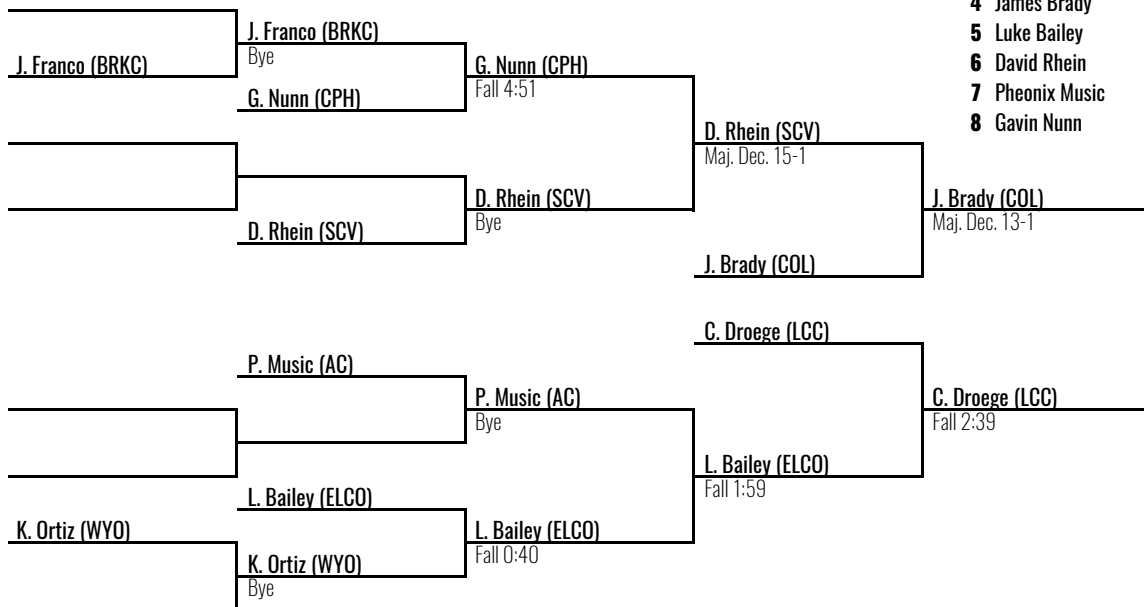 4 James Brady
J. Franco (BRKC)
Bye
5 Luke Bailey
J. Franco (BRKC)
G. Nunn (CPH)
Fall 4:51
6 David Rhein
G. Nunn (CPH)
7 Pheonix Music
8 Gavin Nunn
D. Rhein (SCV)
Maj. Dec. 15-1
D. Rhein (SCV)
Bye
J. Brady (COL)
Maj. Dec. 13-1
D. Rhein (SCV)
J. Brady (COL)
C. Droege (LCC)
P. Music (AC)
P. Music (AC)
Bye
C. Droege (LCC)
Fall 2:39
L. Bailey (ELCO)
Fall 1:59
L. Bailey (ELCO)
K. Ortiz (WYO)
L. Bailey (ELCO)
Fall 0:40
K. Ortiz (WYO)
Bye